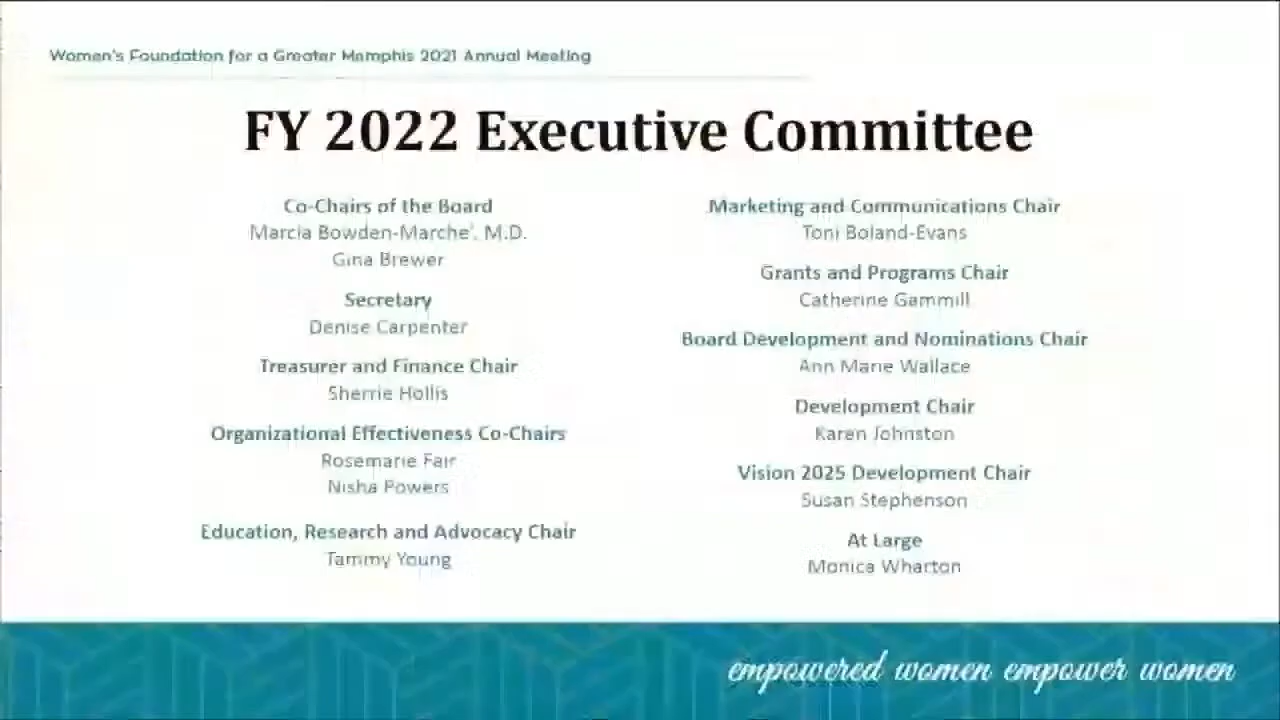 Women's Foundation for a Greater Memphis 2021 Annual Meeting
FY 2022 Executive Committee
Co-Chairs of the Board
Marcia Bowden-Marche', M.D.
Gina Brewer
Secretary
Denise Carpenter
Treasurer and Finance Chair
Sherrie Hollis
Organizational Effectiveness Co-Chairs
Rosemarie Fair
Nisha Powers
Education, Research and Advocacy Chair
Tammy Young
Marketing and Communications Chair
Toni Boland-Evans
Grants and Programs Chair
Catherine Gammill
Board Development and Nominations Chair
Ann Marie Wallace
Development Chair
Karen Johnston
Vision 2025 Development Chair
Susan Stephenson
At Large
Monica Wharton
empowered women empower women